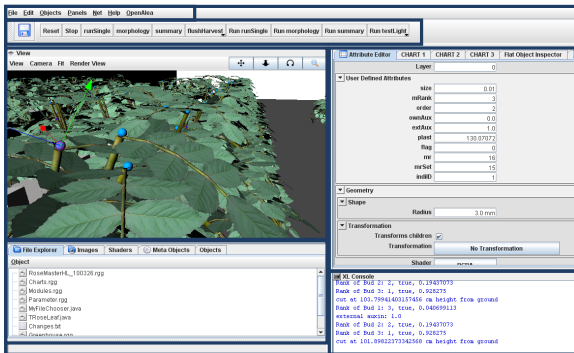 File Edit Objects Panels Net Help OpenAlea
Reset Stop runSingle morphology summary flushHarvest Run runSingle Run morphology Run summary Run testLight
View
View Camera Fit Render View
File Explorer Images Shaders Meta Objects Objects
Object
RoseMasterHL_100326.rgg
Charts.rgg
Modules.rgg
Parameter.rgg
MyFileChooser.java
TRoseLeaf.java
Changes.txt
Greenhouse.rgg
Attribute Editor CHART 1 CHART 2 CHART 3 Flat Object Inspector
Layer 0
User Defined Attributes
size 0.01
mRank 3
order 2
ownAux 0.0
extAux 1.0
plast 130.07072
flag 0
mr 16
mrSet 15
indiID 1
Geometry
Shape
Radius 3.0 mm
Transformation
Transforms children
Transformation No Transformation
Shader
XL Console
Rank of Bud 2: 2, true, 0.19437073
Rank of Bud 3: 1, true, 0.928275
cut at 103.79941403157456 cm height from ground
Rank of Bud 1: 3, true, 0.040699113
external auxin: 1.0
Rank of Bud 2: 2, true, 0.19437073
Rank of Bud 3: 1, true, 0.928275
cut at 101.89822373342568 cm height from ground